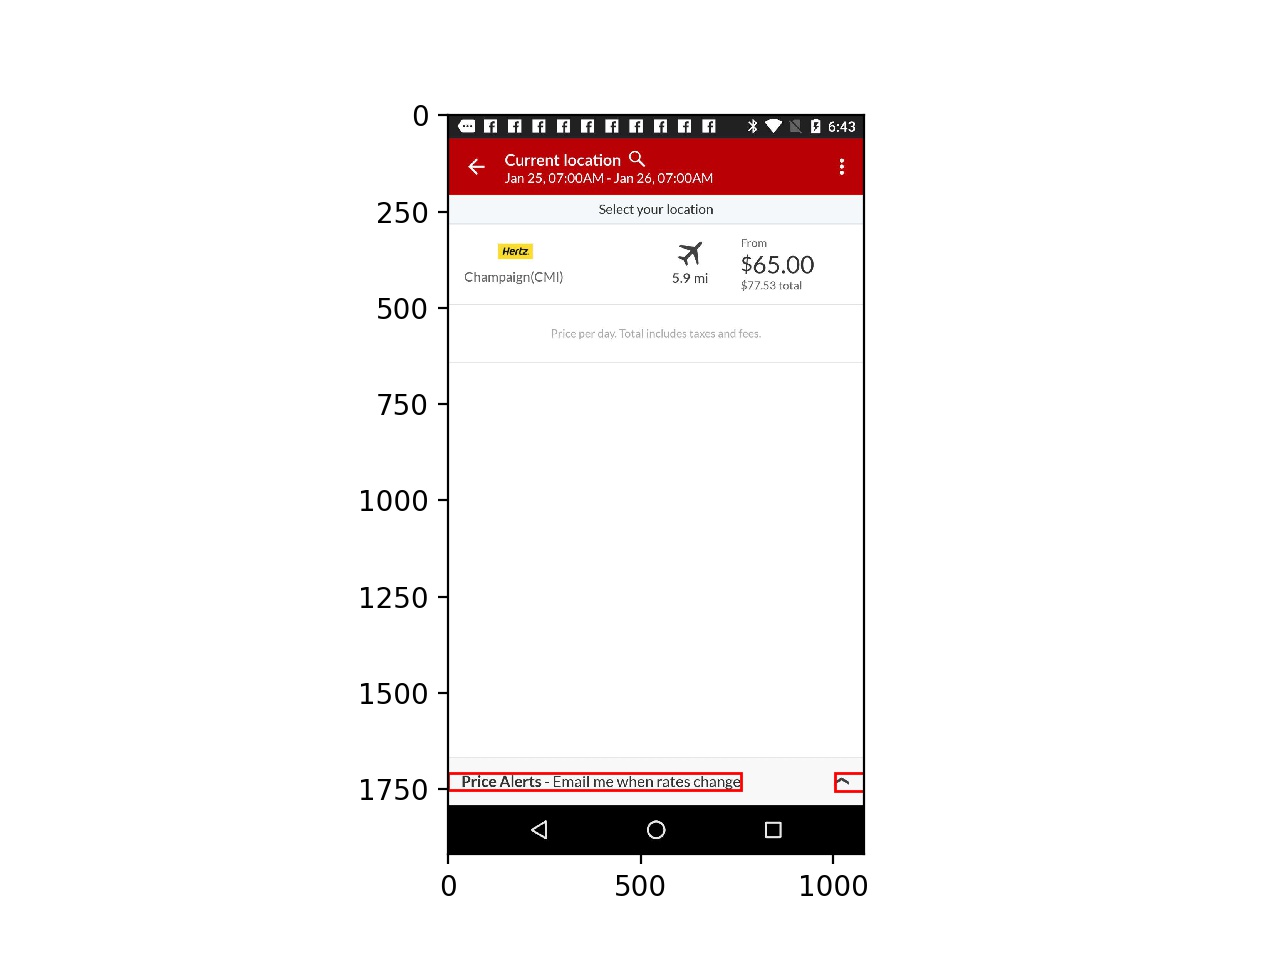 0
250
500
750
1000
1250
1500
1750
0 500 1000
6:43
Current location
Jan 25, 07:00AM - Jan 26, 07:00AM
Select your location
Hertz.
Champaign(CMI)
5.9 mi
From
$65.00
$77.53 total
Price per day. Total includes taxes and fees.
Price Alerts - Email me when rates change